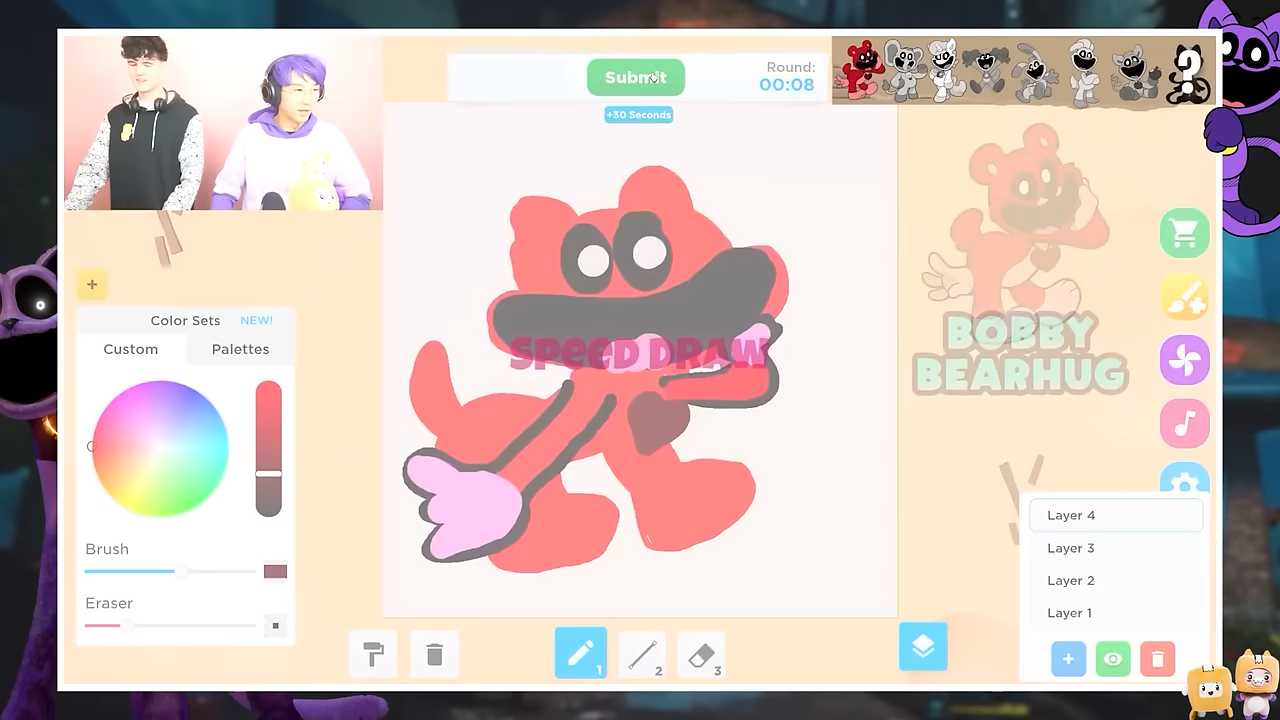 Submit
Round:
00:08
+30 Seconds
?
+
Color Sets NEW!
Custom Palettes
SPEED DRAW
BOBBY
BEARHUG
Layer 4
Layer 3
Layer 2
Layer 1
Brush
Eraser
1
2
3
+